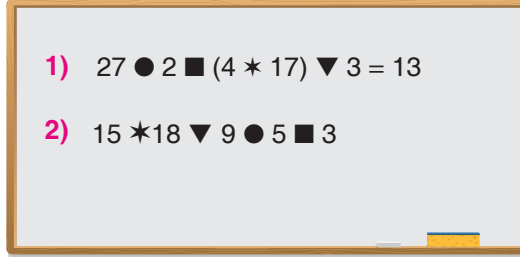 1) 27 ● 2 ■ (4 ✶ 17) ▼ 3 = 13
2) 15 ✶18 ▼ 9 ● 5 ■ 3